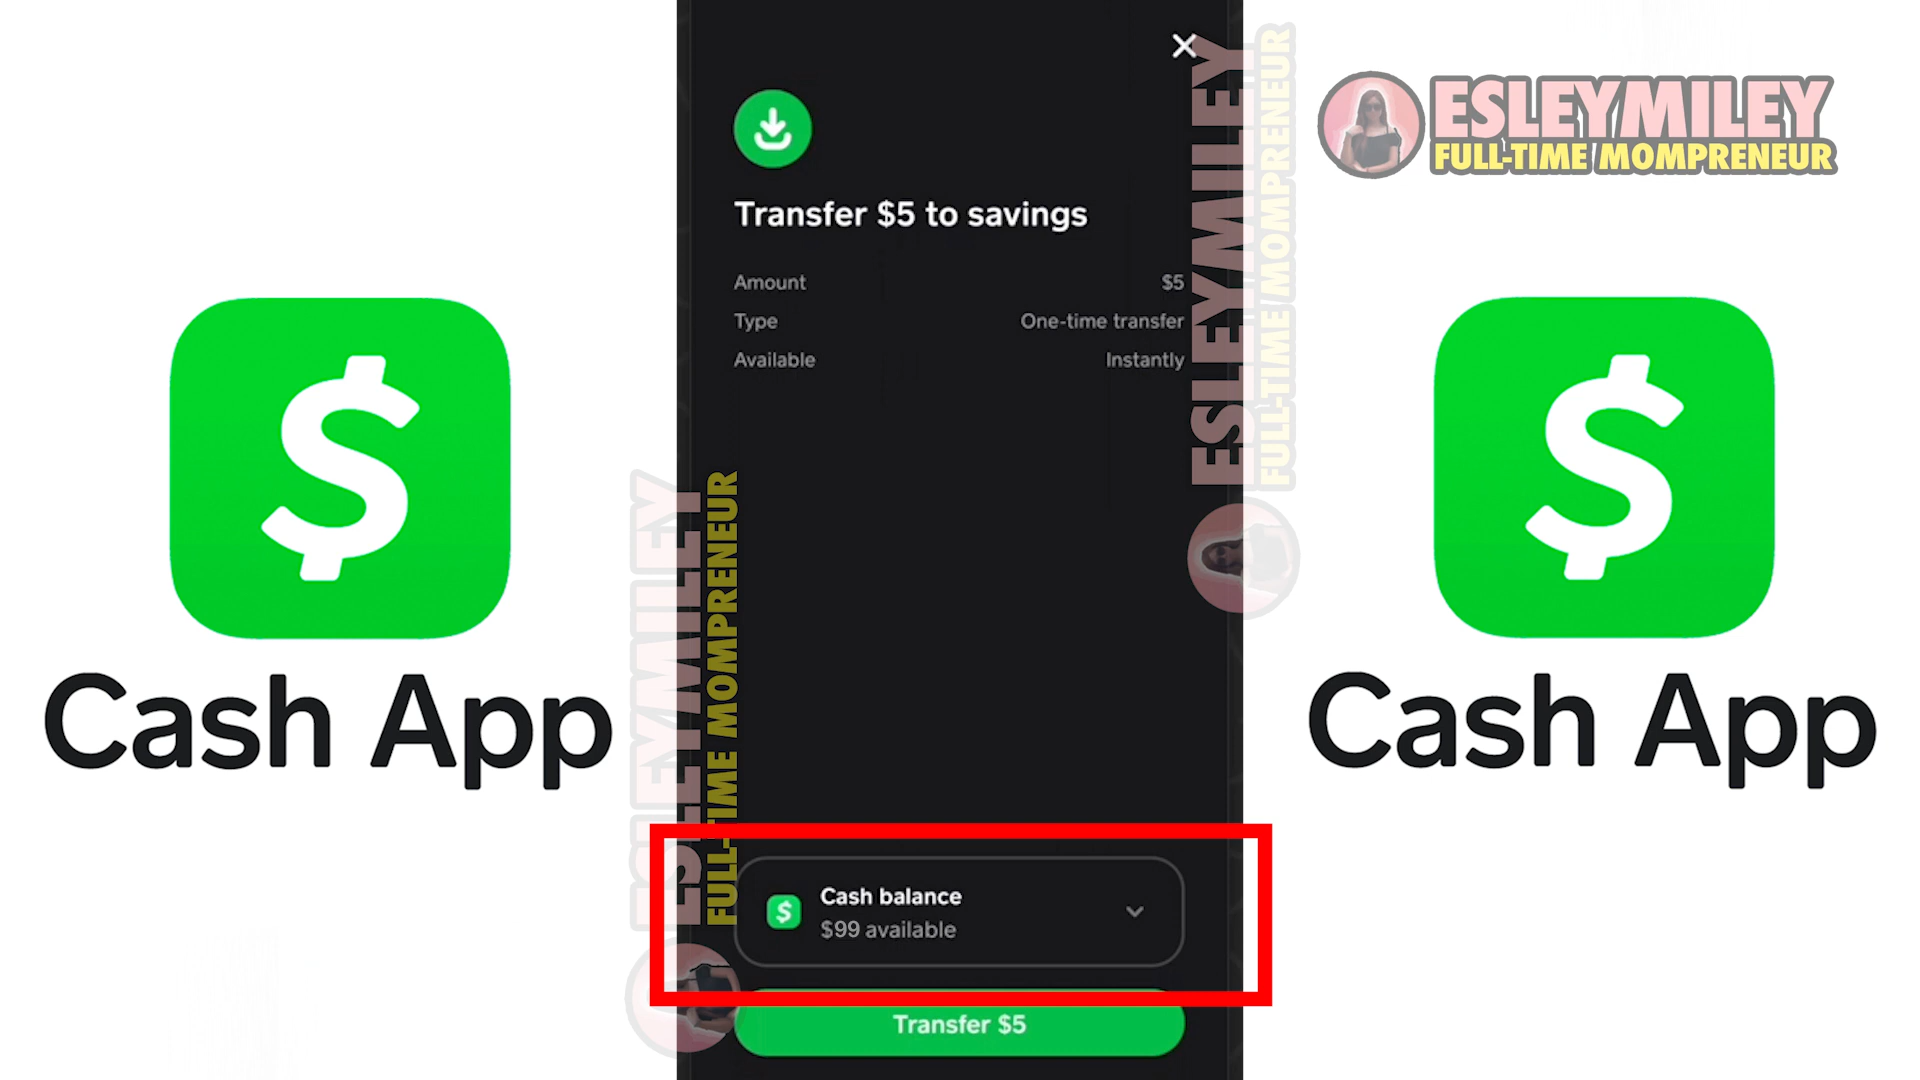 ESLEYMILEY
FULL-TIME MOMPRENEUR
Transfer $5 to savings
Amount $5
Type One-time transfer
Available Instantly
ESLEYMILEY
FULL-TIME MOMPRENEUR
ESLEYMILEY
FULL-TIME MOMPRENEUR
$
Cash App
$
Cash App
$
Cash balance
$99 available
Transfer $5